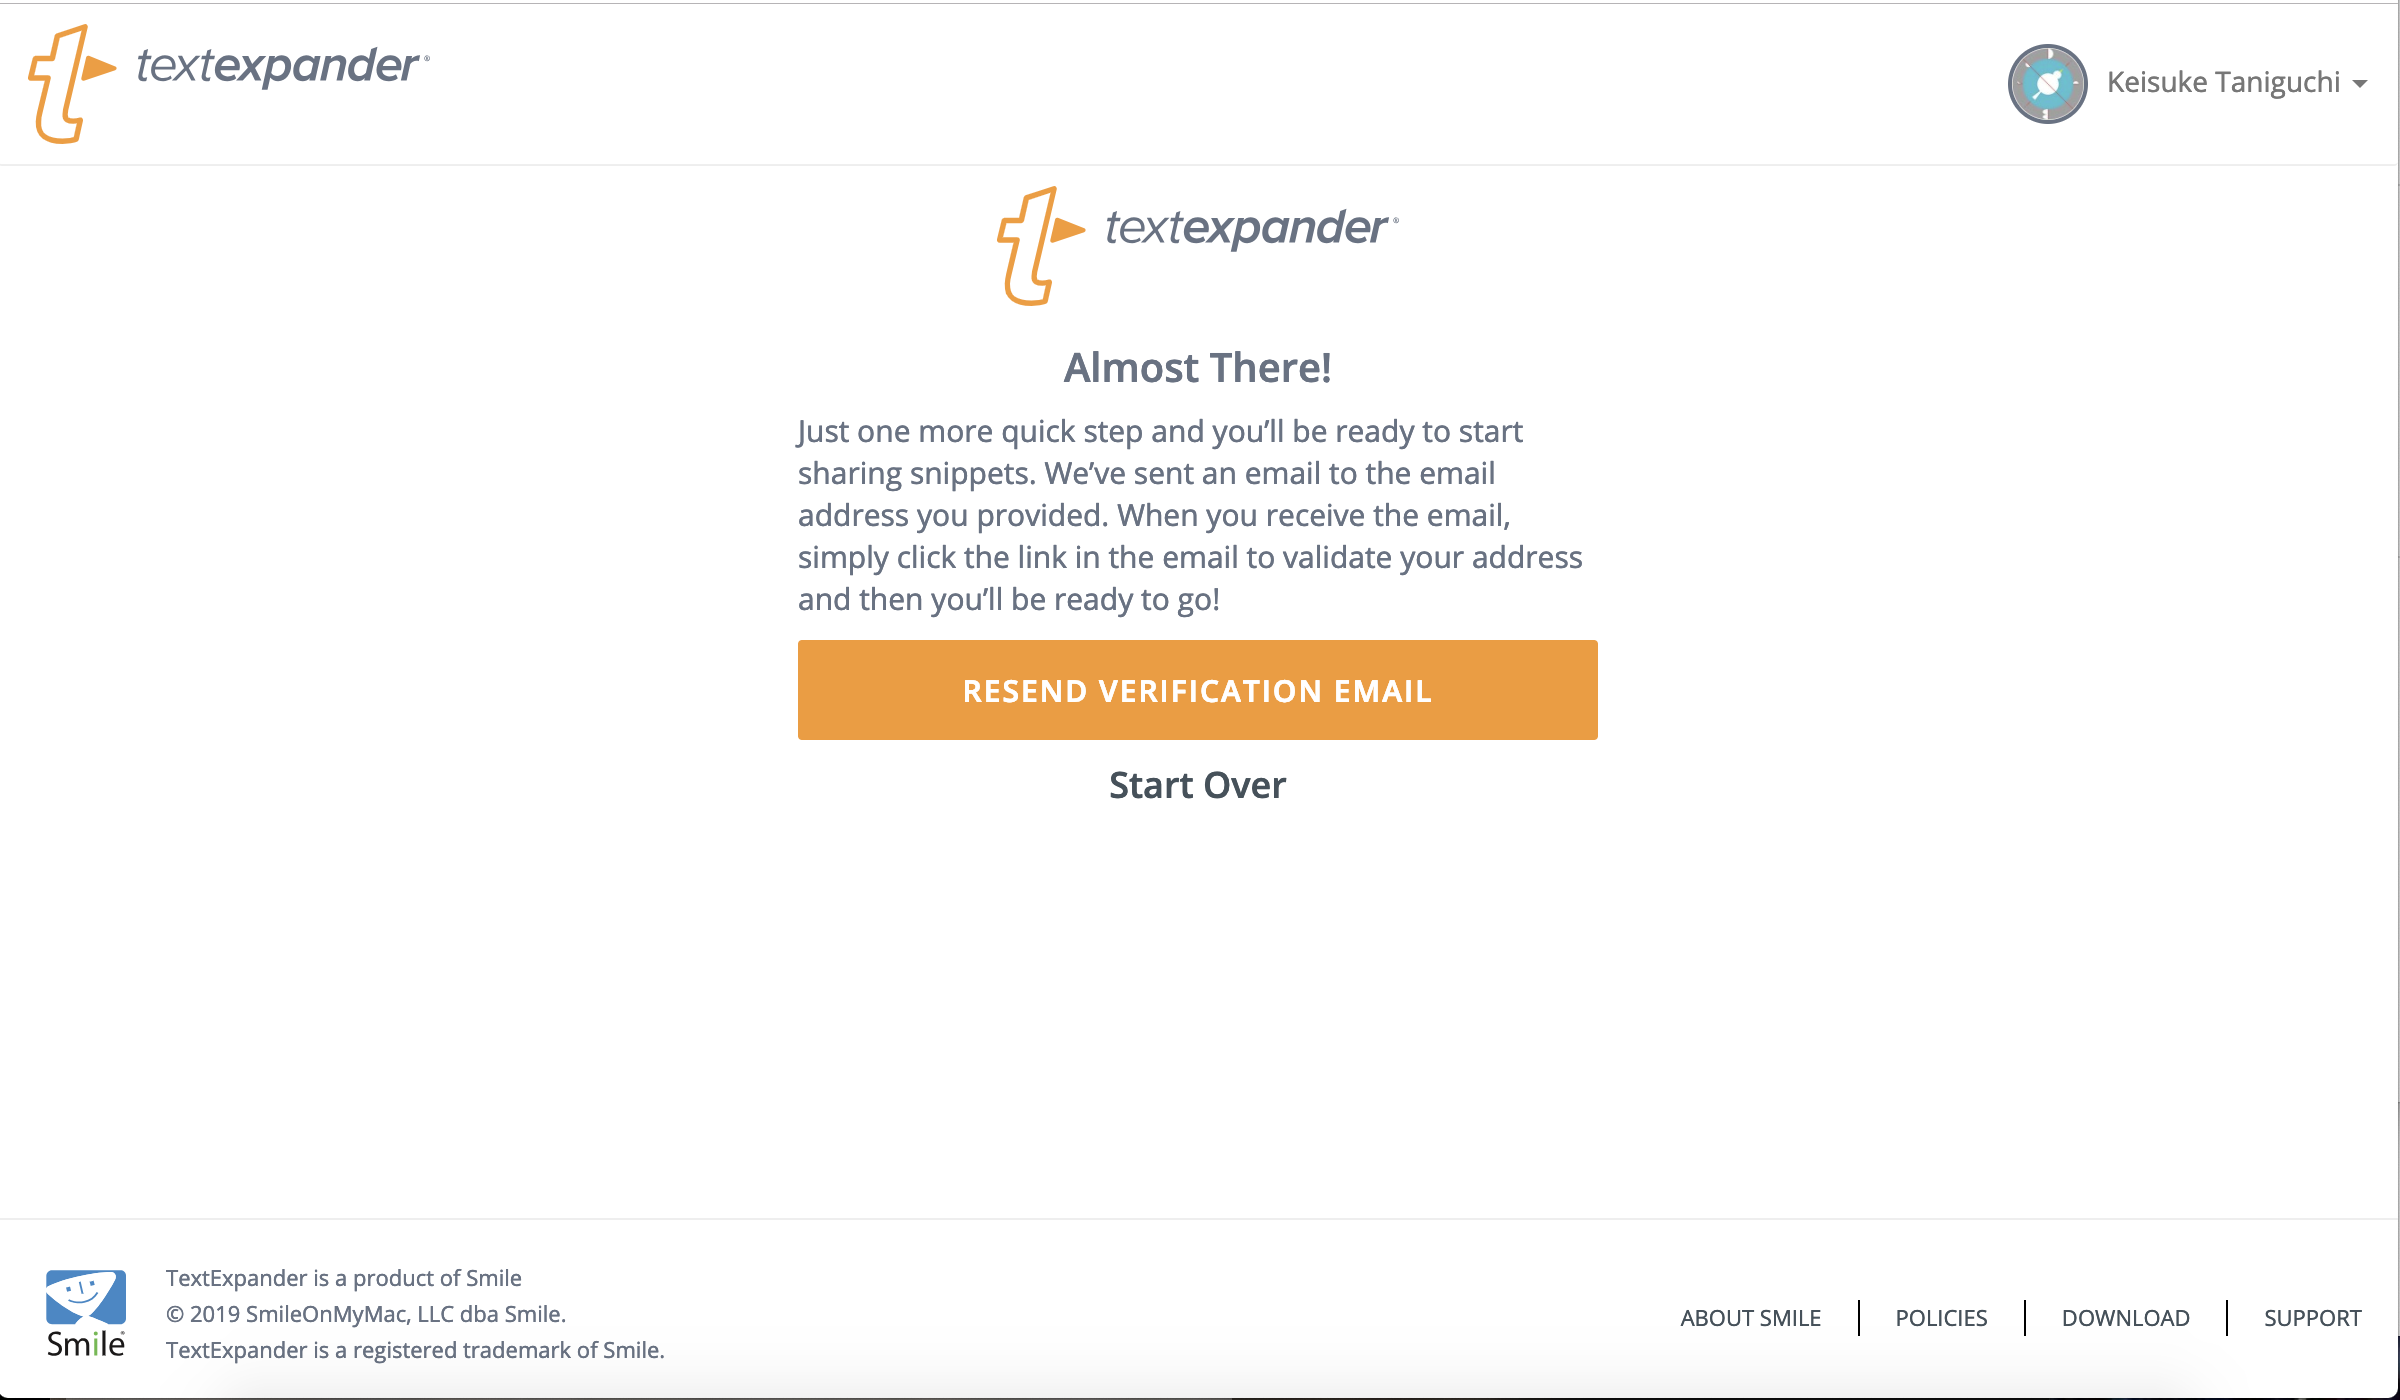 textexpander®
Keisuke Taniguchi
textexpander®
Almost There!
Just one more quick step and you’ll be ready to start
sharing snippets. We’ve sent an email to the email
address you provided. When you receive the email,
simply click the link in the email to validate your address
and then you’ll be ready to go!
RESEND VERIFICATION EMAIL
Start Over
Smile
TextExpander is a product of Smile
© 2019 SmileOnMyMac, LLC dba Smile.
TextExpander is a registered trademark of Smile.
ABOUT SMILE
POLICIES
DOWNLOAD
SUPPORT